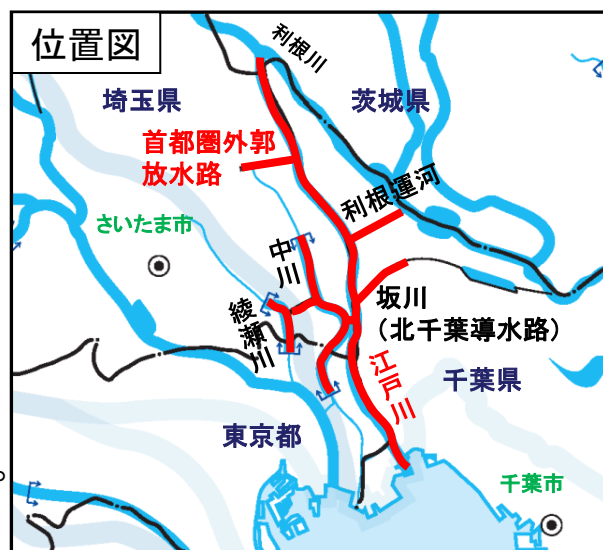 位置図
利根川
埼玉県
茨城県
首都圏外郭
放水路
利根運河
さいたま市
中川
綾瀬川
坂川
（北千葉導水路）
江戸川
千葉県
東京都
千葉市
。